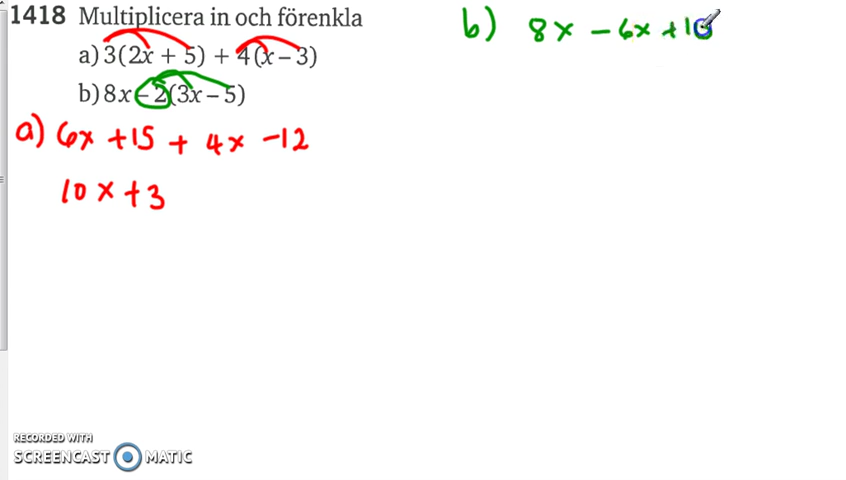 1418 Multiplicera in och förenkla
a) 3(2x + 5) + 4(x – 3)
b) 8x – 2(3x – 5)
a) 6x + 15 + 4x - 12
10x + 3
b) 8x - 6x + 10
RECORDED WITH
SCREENCAST MATIC